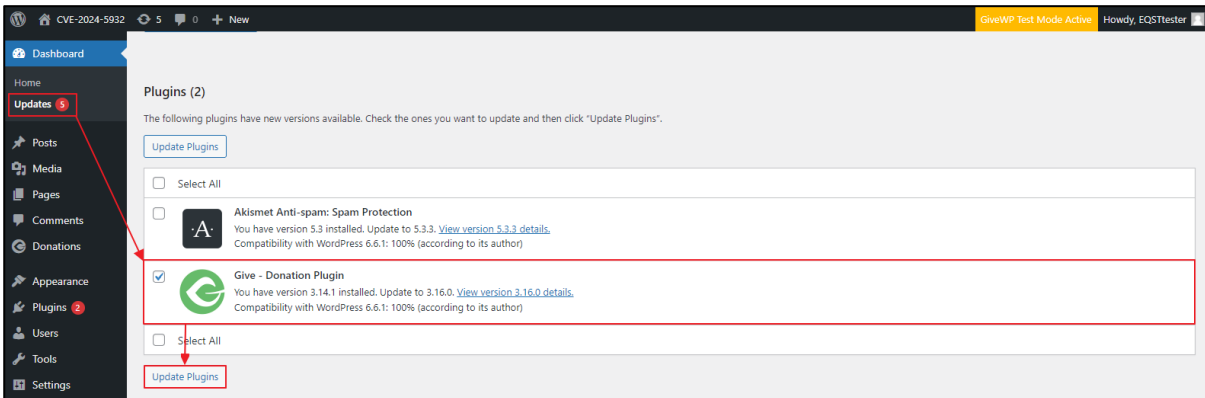 CVE-2024-5932 5 0 + New GiveWP Test Mode Active Howdy, EQSTtester
Dashboard
Home
Updates 5
Posts
Media
Pages
Comments
Donations
Appearance
Plugins 2
Users
Tools
Settings
Plugins (2)
The following plugins have new versions available. Check the ones you want to update and then click "Update Plugins".
Update Plugins
Select All
·A·
Akismet Anti-spam: Spam Protection
You have version 5.3 installed. Update to 5.3.3. View version 5.3.3 details.
Compatibility with WordPress 6.6.1: 100% (according to its author)
Give - Donation Plugin
You have version 3.14.1 installed. Update to 3.16.0. View version 3.16.0 details.
Compatibility with WordPress 6.6.1: 100% (according to its author)
Select All
Update Plugins